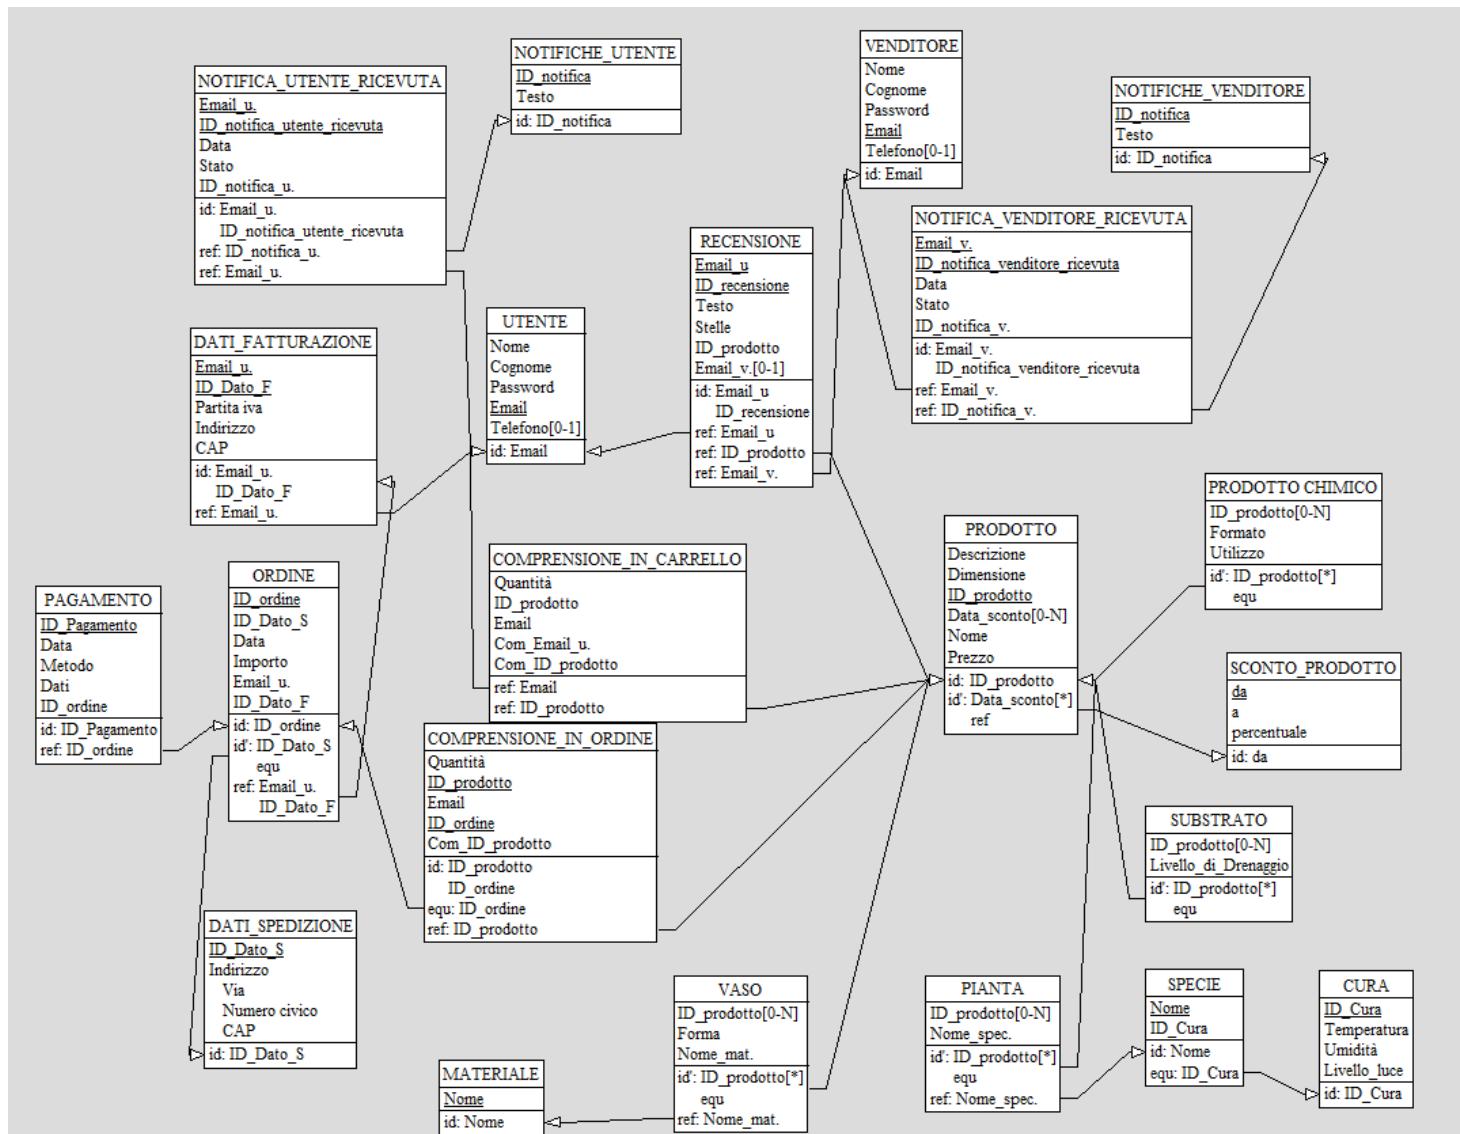 NOTIFICHE_UTENTE
ID_notifica
Testo
id: ID_notifica
VENDITORE
Nome
Cognome
Password
Email
Telefono[0-1]
id: Email
NOTIFICA_UTENTE_RICEVUTA
Email_u.
ID_notifica_utente_ricevuta
Data
Stato
ID_notifica_u.
id: Email_u.
ID_notifica_utente_ricevuta
ref: ID_notifica_u.
ref: Email_u.
NOTIFICHE_VENDITORE
ID_notifica
Testo
id: ID_notifica
NOTIFICA_VENDITORE_RICEVUTA
Email_v.
ID_notifica_venditore_ricevuta
Data
Stato
ID_notifica_v.
id: Email_v.
ID_notifica_venditore_ricevuta
ref: Email_v.
ref: ID_notifica_v.
RECENSIONE
Email_u
ID_recensione
Testo
Stelle
ID_prodotto
Email_v.[0-1]
id: Email_u
ID_recensione
ref: Email_u
ref: ID_prodotto
ref: Email_v.
UTENTE
Nome
Cognome
Password
Email
Telefono[0-1]
id: Email
DATI_FATTURAZIONE
Email_u.
ID_Dato_F
Partita iva
Indirizzo
CAP
id: Email_u.
ID_Dato_F
ref: Email_u.
PRODOTTO CHIMICO
ID_prodotto[0-N]
Formato
Utilizzo
id': ID_prodotto[*]
equ
PRODOTTO
Descrizione
Dimensione
ID_prodotto
Data_sconto[0-N]
Nome
Prezzo
id: ID_prodotto
id': Data_sconto[*]
ref
COMPRENSIONE_IN_CARRELLO
Quantità
ID_prodotto
Email
Com_Email_u.
Com_ID_prodotto
ref: Email
ref: ID_prodotto
ORDINE
ID_ordine
ID_Dato_S
Data
Importo
Email_u.
ID_Dato_F
id: ID_ordine
id': ID_Dato_S
equ
ref: Email_u.
ID_Dato_F
PAGAMENTO
ID_Pagamento
Data
Metodo
Dati
ID_ordine
id: ID_Pagamento
ref: ID_ordine
SCONTO_PRODOTTO
da
a
percentuale
id: da
COMPRENSIONE_IN_ORDINE
Quantità
ID_prodotto
Email
ID_ordine
Com_ID_prodotto
id: ID_prodotto
ID_ordine
equ: ID_ordine
ref: ID_prodotto
SUBSTRATO
ID_prodotto[0-N]
Livello_di_Drenaggio
id': ID_prodotto[*]
equ
DATI_SPEDIZIONE
ID_Dato_S
Indirizzo
Via
Numero civico
CAP
id: ID_Dato_S
VASO
ID_prodotto[0-N]
Forma
Nome_mat.
id': ID_prodotto[*]
equ
ref: Nome_mat.
PIANTA
ID_prodotto[0-N]
Nome_spec.
id': ID_prodotto[*]
equ
ref: Nome_spec.
SPECIE
Nome
ID_Cura
id: Nome
equ: ID_Cura
CURA
ID_Cura
Temperatura
Umidità
Livello_luce
id: ID_Cura
MATERIALE
Nome
id: Nome